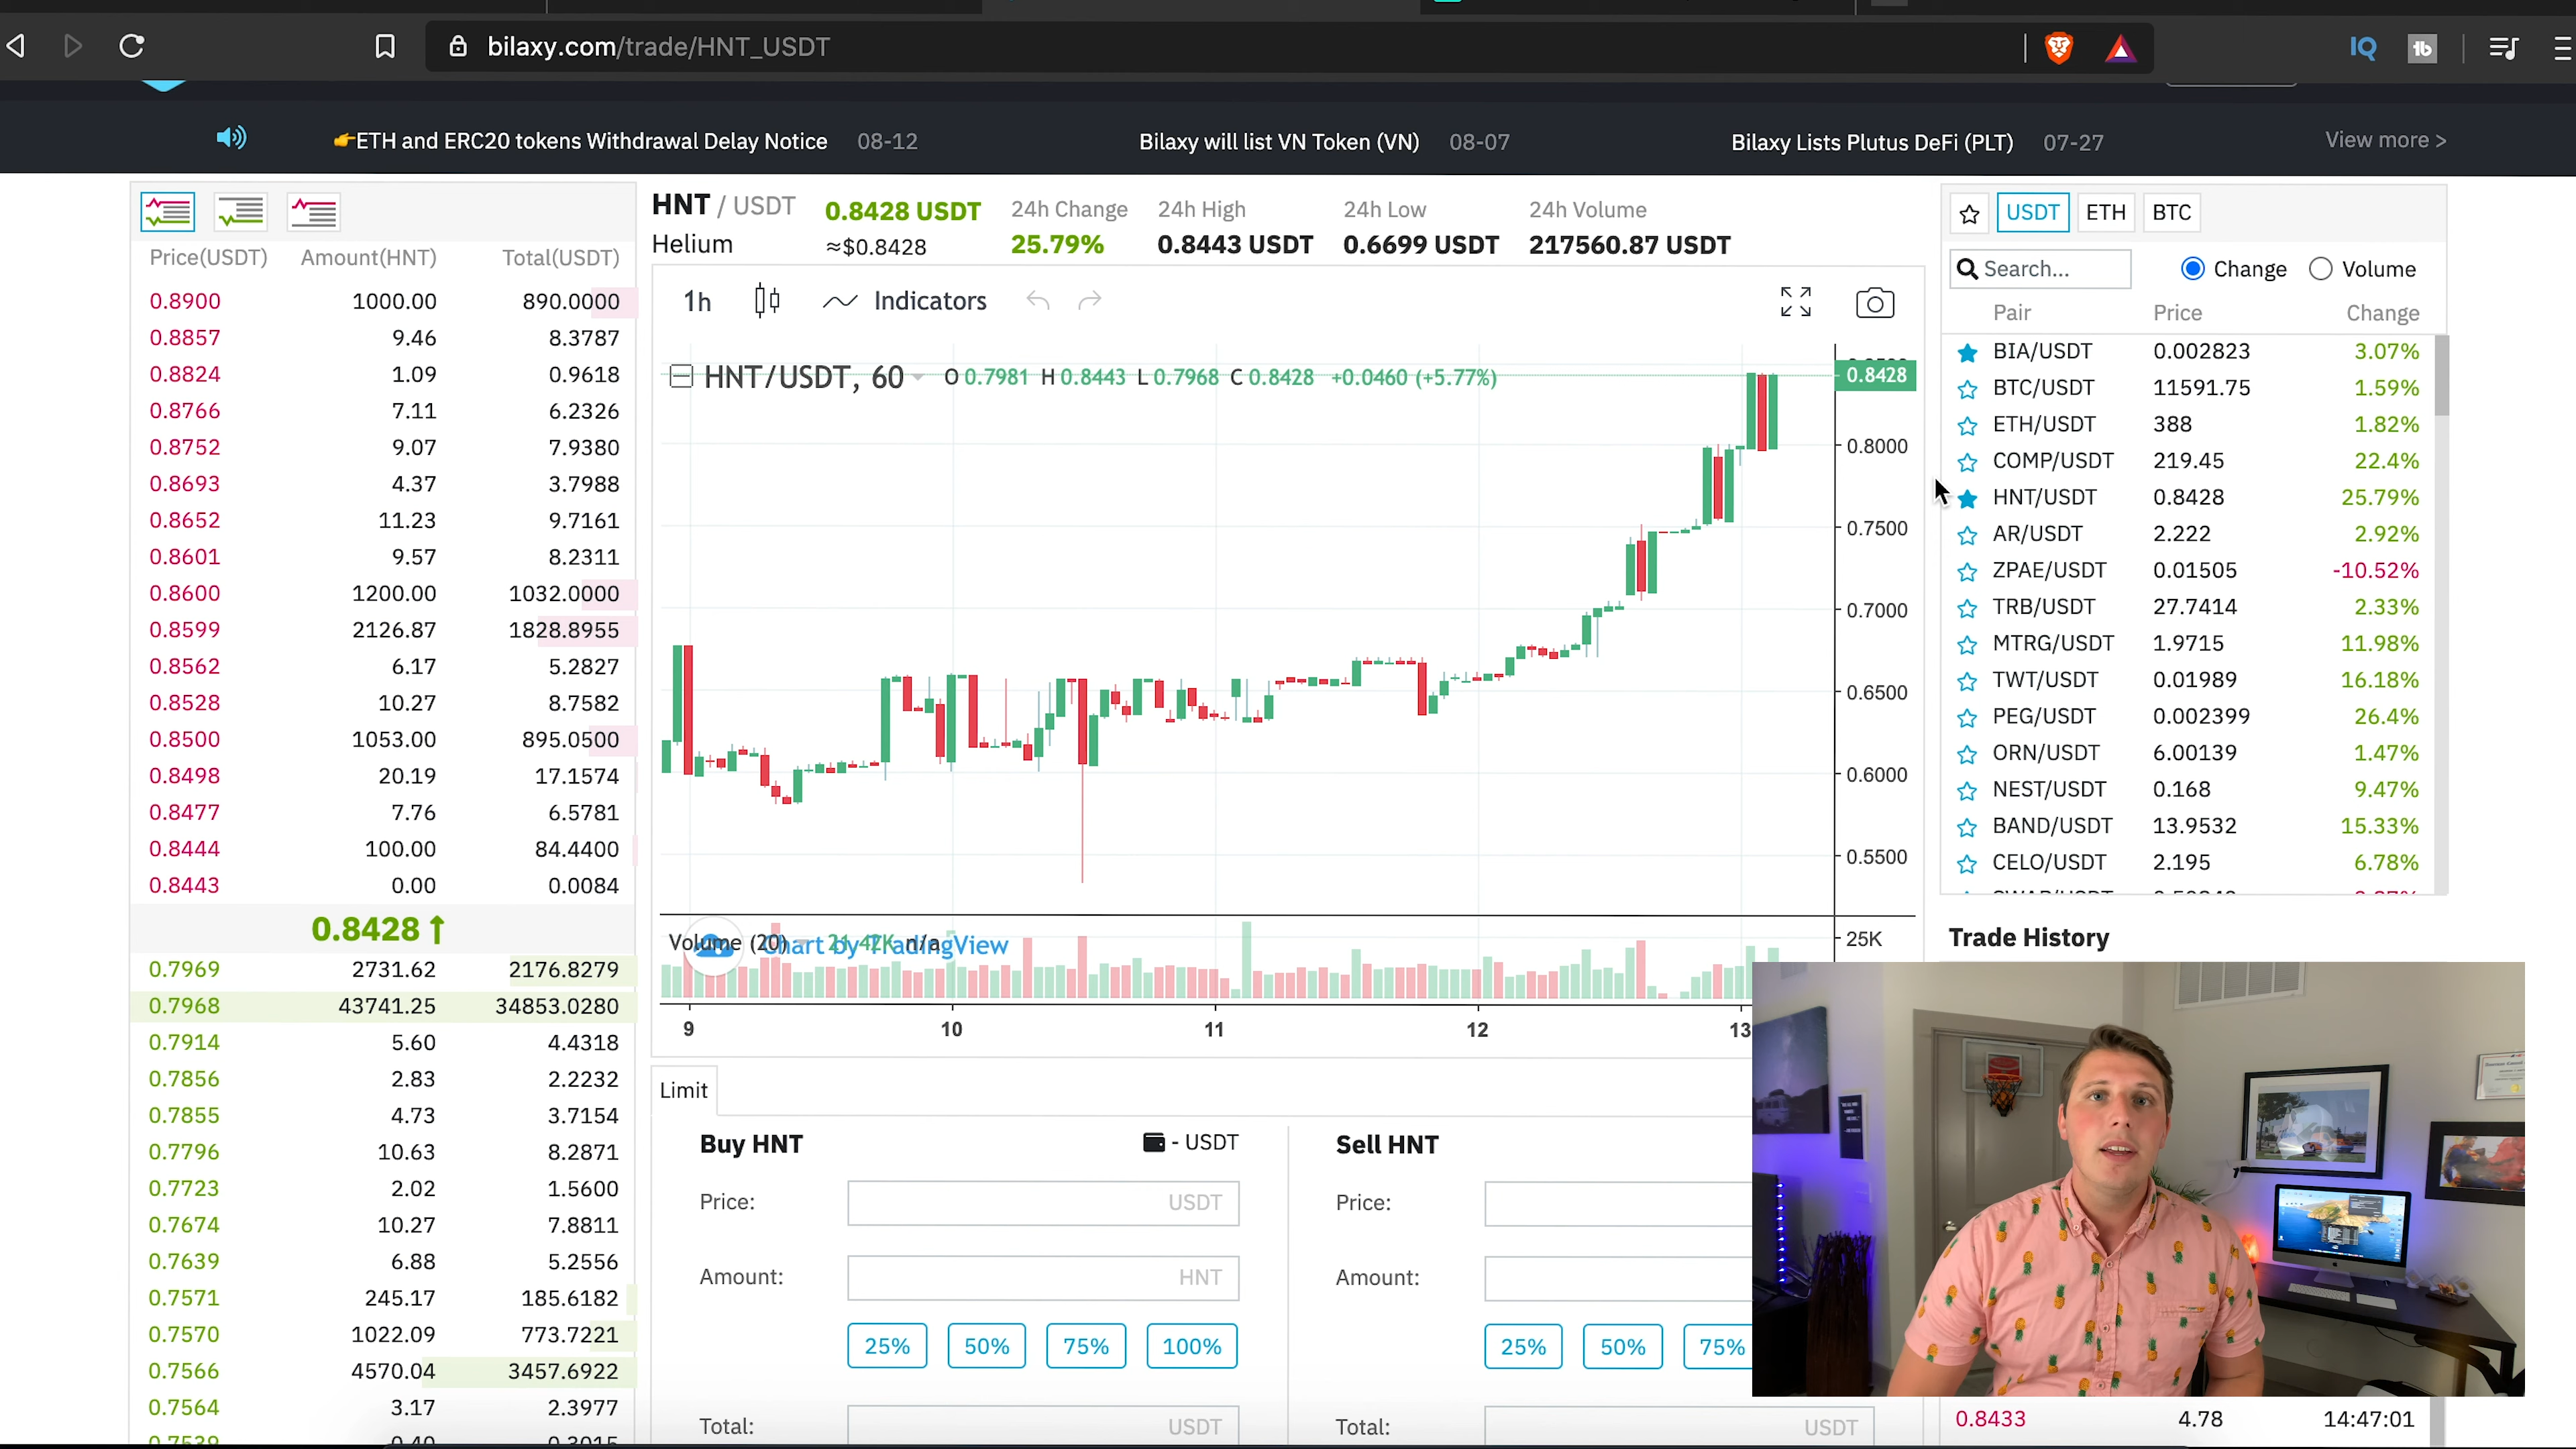 bilaxy.com/trade/HNT_USDT
IQ
👉ETH and ERC20 tokens Withdrawal Delay Notice 08-12
Bilaxy will list VN Token (VN) 08-07
Bilaxy Lists Plutus DeFi (PLT) 07-27
View more >
Price(USDT) Amount(HNT) Total(USDT)
0.8900 1000.00 890.0000
0.8857 9.46 8.3787
0.8824 1.09 0.9618
0.8766 7.11 6.2326
0.8752 9.07 7.9380
0.8693 4.37 3.7988
0.8652 11.23 9.7161
0.8601 9.57 8.2311
0.8600 1200.00 1032.0000
0.8599 2126.87 1828.8955
0.8562 6.17 5.2827
0.8528 10.27 8.7582
0.8500 1053.00 895.0500
0.8498 20.19 17.1574
0.8477 7.76 6.5781
0.8444 100.00 84.4400
0.8443 0.00 0.0084
0.8428 ↑
0.7969 2731.62 2176.8279
0.7968 43741.25 34853.0280
0.7914 5.60 4.4318
0.7856 2.83 2.2232
0.7855 4.73 3.7154
0.7796 10.63 8.2871
0.7723 2.02 1.5600
0.7674 10.27 7.8811
0.7639 6.88 5.2556
0.7571 245.17 185.6182
0.7570 1022.09 773.7221
0.7566 4570.04 3457.6922
0.7564 3.17 2.3977
HNT / USDT 0.8428 USDT 24h Change 24h High 24h Low 24h Volume
Helium ≈$0.8428 25.79% 0.8443 USDT 0.6699 USDT 217560.87 USDT
1h Indicators
HNT/USDT, 60 O 0.7981 H 0.8443 L 0.7968 C 0.8428 +0.0460 (+5.77%)
0.8428
0.8000
0.7500
0.7000
0.6500
0.6000
0.5500
Volume (20) 21.42K n/a
Chart by TradingView
25K
9 10 11 12 13
Limit
Buy HNT - USDT
Price: USDT
Amount: HNT
25% 50% 75% 100%
Total: USDT
Sell HNT
Price:
Amount:
25% 50% 75%
Total: USDT
USDT ETH BTC
Search... Change Volume
Pair Price Change
BIA/USDT 0.002823 3.07%
BTC/USDT 11591.75 1.59%
ETH/USDT 388 1.82%
COMP/USDT 219.45 22.4%
HNT/USDT 0.8428 25.79%
AR/USDT 2.222 2.92%
ZPAE/USDT 0.01505 -10.52%
TRB/USDT 27.7414 2.33%
MTRG/USDT 1.9715 11.98%
TWT/USDT 0.01989 16.18%
PEG/USDT 0.002399 26.4%
ORN/USDT 6.00139 1.47%
NEST/USDT 0.168 9.47%
BAND/USDT 13.9532 15.33%
CELO/USDT 2.195 6.78%
Trade History
0.8433 4.78 14:47:01